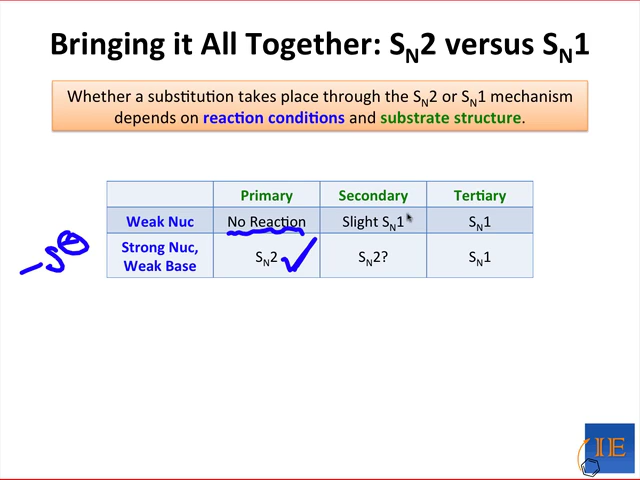 Bringing it All Together: SN2 versus SN1
Whether a substitution takes place through the SN2 or SN1 mechanism
depends on reaction conditions and substrate structure.
Primary Secondary Tertiary
Weak Nuc No Reaction Slight SN1 SN1
Strong Nuc,
Weak Base SN2 SN2? SN1
–S⊖
IE